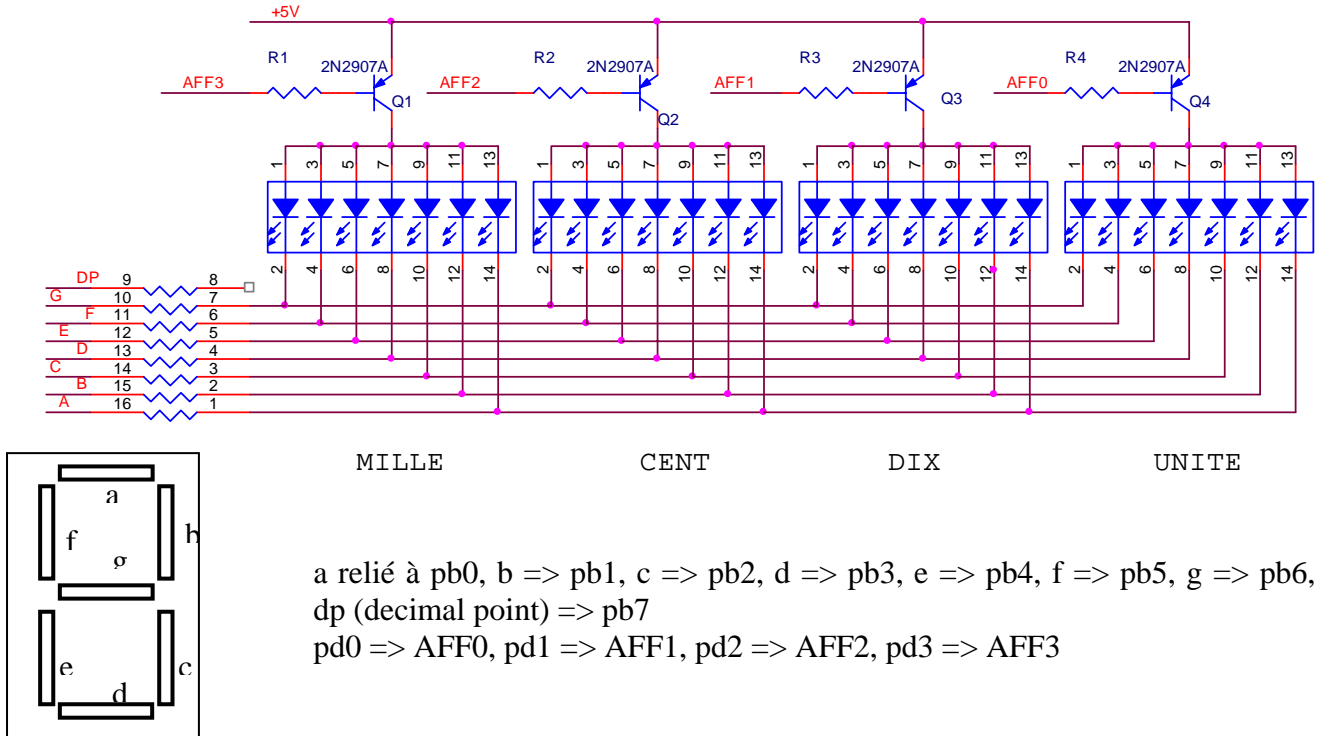 +5V
R1 R2 R3 R4
2N2907A 2N2907A 2N2907A 2N2907A
AFF3 AFF2 AFF1 AFF0
Q1 Q2 Q3 Q4
1 3 5 7 9 11 13 1 3 5 7 9 11 13 1 3 5 7 9 11 13 1 3 5 7 9 11 13
2 4 6 8 10 12 14 2 4 6 8 10 12 14 2 4 6 8 10 12 14 2 4 6 8 10 12 14
DP 9 8
G 10 7
F 11 6
E 12 5
D 13 4
C 14 3
B 15 2
A 16 1
MILLE CENT DIX UNITE
a
f b
g
e c
d
a relié à pb0, b => pb1, c => pb2, d => pb3, e => pb4, f => pb5, g => pb6,
dp (decimal point) => pb7
pd0 => AFF0, pd1 => AFF1, pd2 => AFF2, pd3 => AFF3